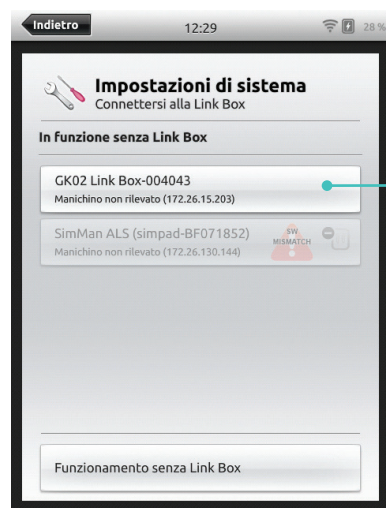 Indietro
12:29
28 %
Impostazioni di sistema
Connettersi alla Link Box
In funzione senza Link Box
GK02 Link Box-004043
Manichino non rilevato (172.26.15.203)
SimMan ALS (simpad-BF071852)
Manichino non rilevato (172.26.130.144)
SW
MISMATCH
Funzionamento senza Link Box